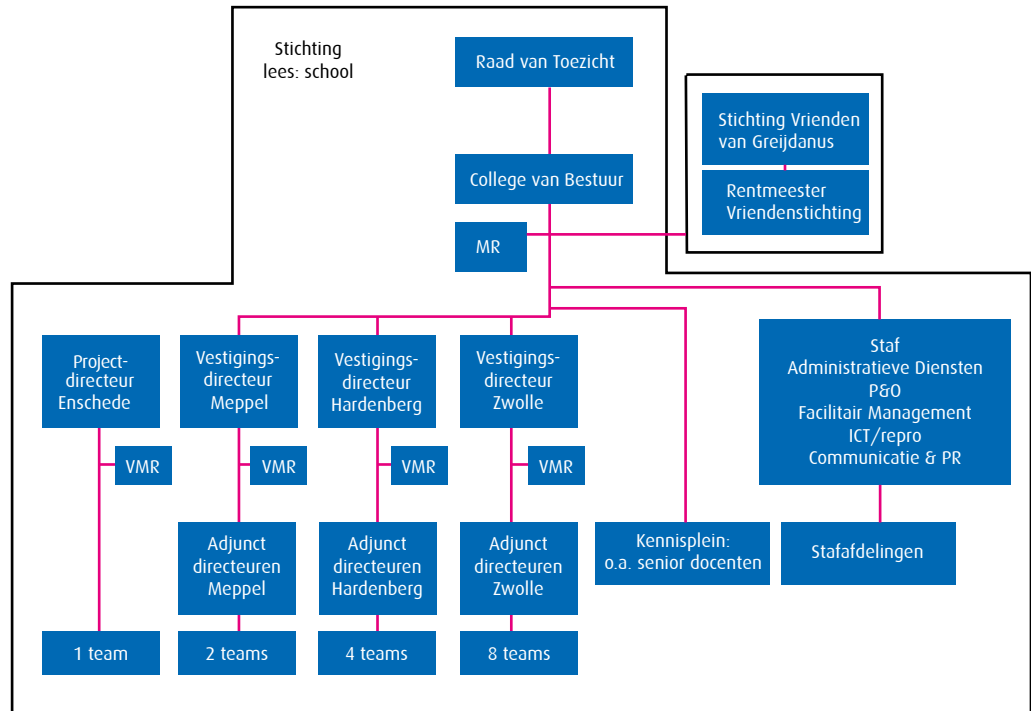 Stichting
lees: school
Raad van Toezicht
Stichting Vrienden
van Greijdanus
College van Bestuur
Rentmeester
Vriendenstichting
MR
Project-
directeur
Enschede
Vestigings-
directeur
Meppel
Vestigings-
directeur
Hardenberg
Vestigings-
directeur
Zwolle
Staf
Administratieve Diensten
P&O
Facilitair Management
ICT/repro
Communicatie & PR
VMR
VMR
VMR
VMR
Adjunct
directeuren
Meppel
Adjunct
directeuren
Hardenberg
Adjunct
directeuren
Zwolle
Kennisplein:
o.a. senior docenten
Stafafdelingen
1 team
2 teams
4 teams
8 teams